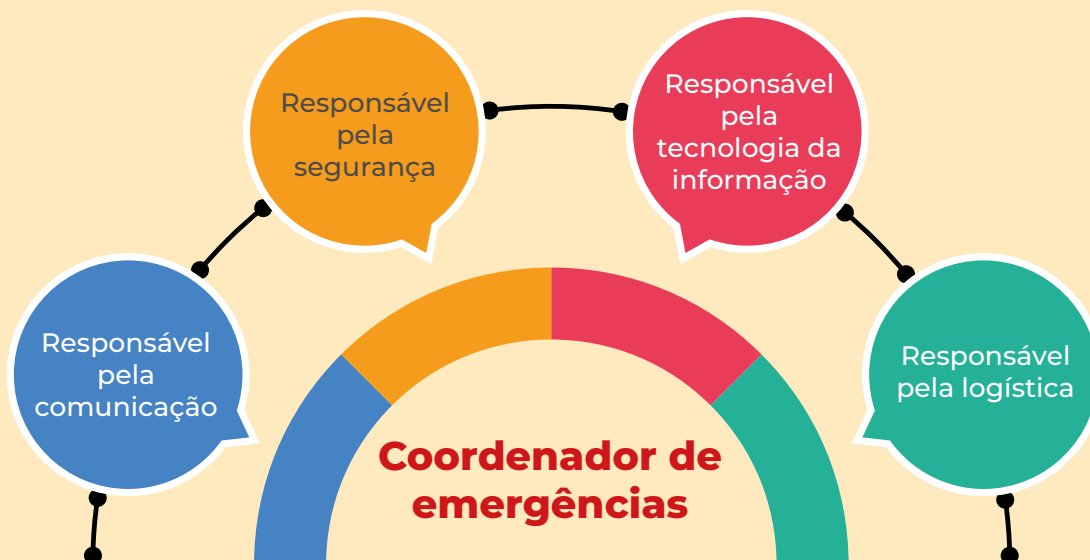 Responsável
pela
segurança
Responsável
pela
tecnologia da
informação
Responsável
pela
comunicação
Responsável
pela logística
Coordenador de
emergências